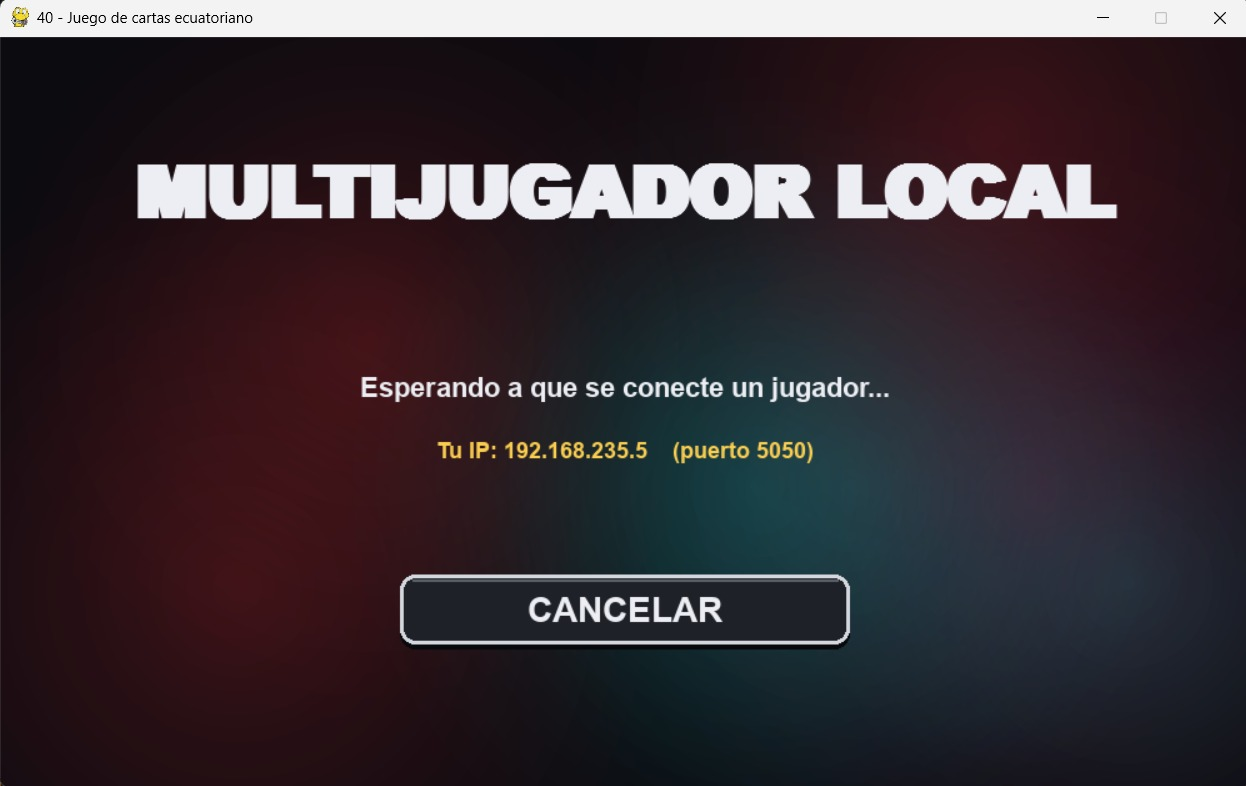 40 - Juego de cartas ecuatoriano
MULTIJUGADOR LOCAL
Esperando a que se conecte un jugador...
Tu IP: 192.168.235.5 (puerto 5050)
CANCELAR